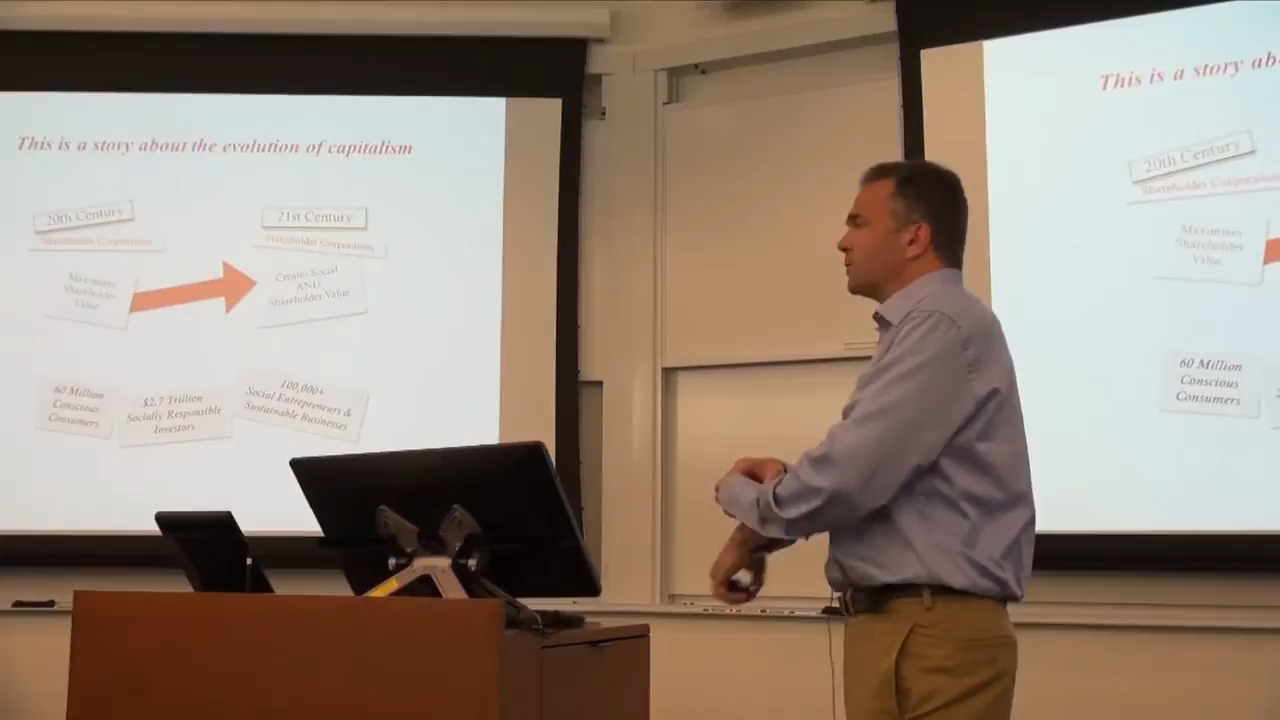 This is a story about the evolution of capitalism
20th Century
Shareholder Corporation
Maximizes
Shareholder
Value
21st Century
Stakeholder Corporation
Creates Social
AND
Shareholder Value
60 Million
Conscious
Consumers
$2.7 Trillion
Socially Responsible
Investors
100,000+
Social Entrepreneurs &
Sustainable Businesses
This is a story ab
20th Century
Shareholder Corporation
Maximizes
Shareholder
Value
60 Million
Conscious
Consumers